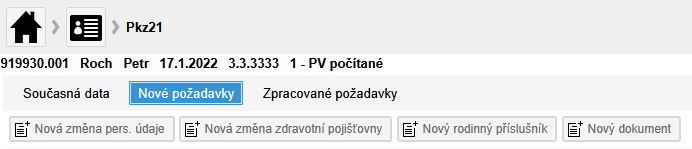 Pkz21
919930.001 Roch Petr 17.1.2022 3.3.3333 1 - PV počítané
Současná data Nové požadavky Zpracované požadavky
Nová změna pers. údaje Nová změna zdravotní pojišťovny Nový rodinný příslušník Nový dokument